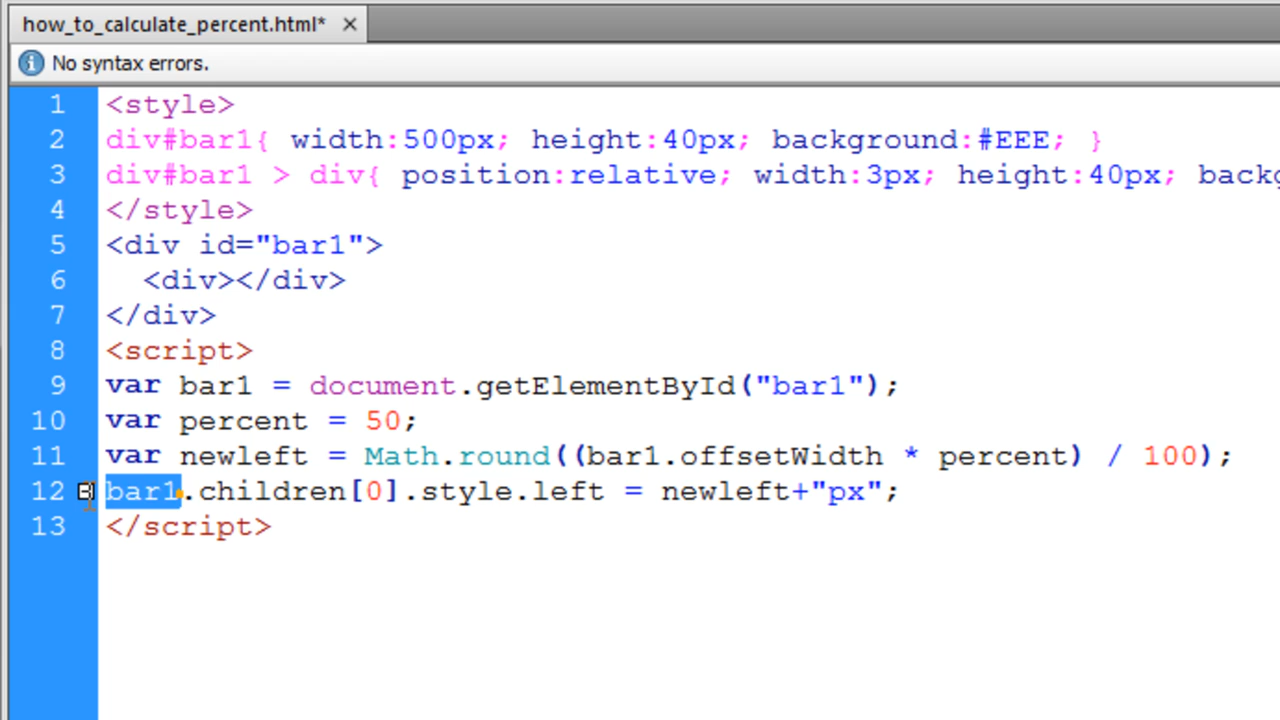 how_to_calculate_percent.html*
No syntax errors.
1 <style>
2 div#bar1{ width:500px; height:40px; background:#EEE; }
3 div#bar1 > div{ position:relative; width:3px; height:40px; backg
4 </style>
5 <div id="bar1">
6 <div></div>
7 </div>
8 <script>
9 var bar1 = document.getElementById("bar1");
10 var percent = 50;
11 var newleft = Math.round((bar1.offsetWidth * percent) / 100);
12 bar1.children[0].style.left = newleft+"px";
13 </script>